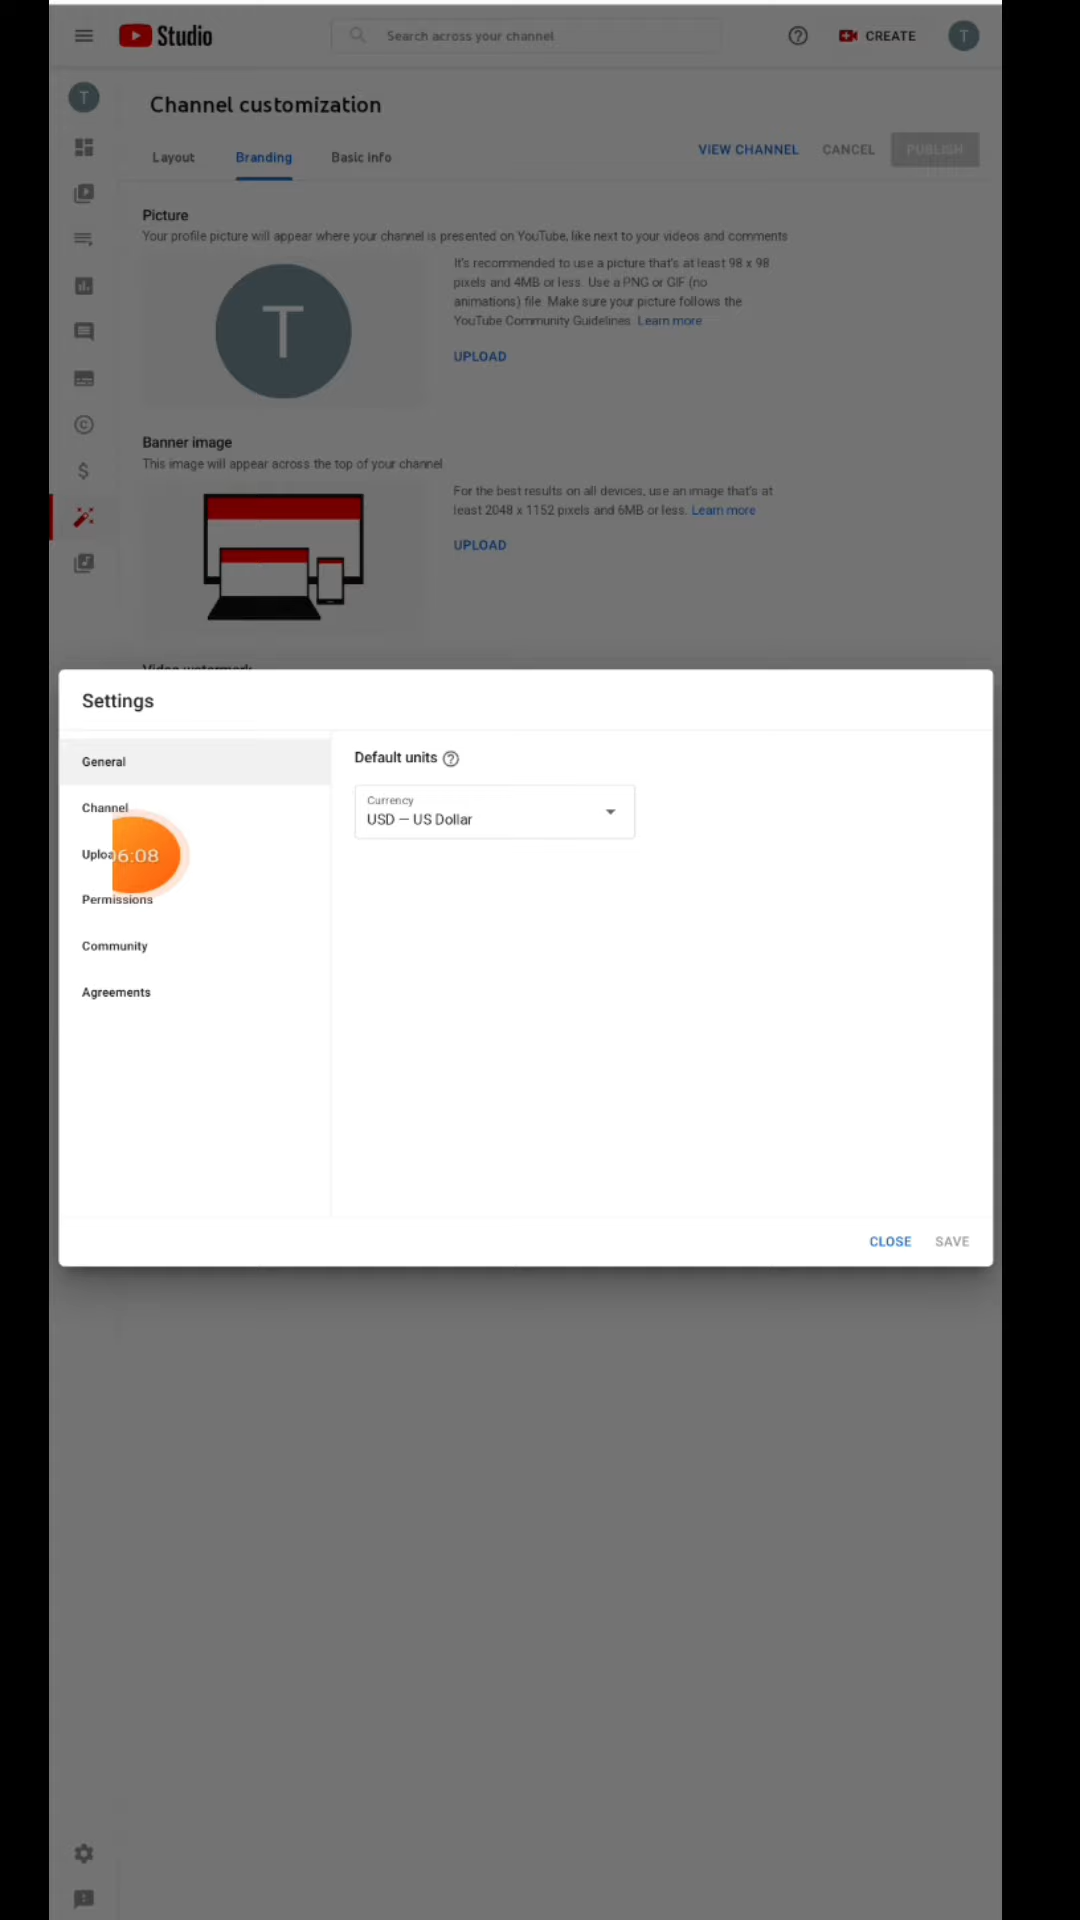 Studio
Search across your channel
CREATE
T
T
Channel customization
Layout
Branding
Basic info
VIEW CHANNEL
CANCEL
PUBLISH
Picture
Your profile picture will appear where your channel is presented on YouTube, like next to your videos and comments
T
It's recommended to use a picture that's at least 98 x 98
pixels and 4MB or less. Use a PNG or GIF (no
animations) file. Make sure your picture follows the
YouTube Community Guidelines. Learn more
UPLOAD
Banner image
This image will appear across the top of your channel
For the best results on all devices, use an image that's at
least 2048 x 1152 pixels and 6MB or less. Learn more
UPLOAD
Video watermark
Settings
General
Channel
Uploa
06:08
Permissions
Community
Agreements
Default units
Currency
USD – US Dollar
CLOSE
SAVE